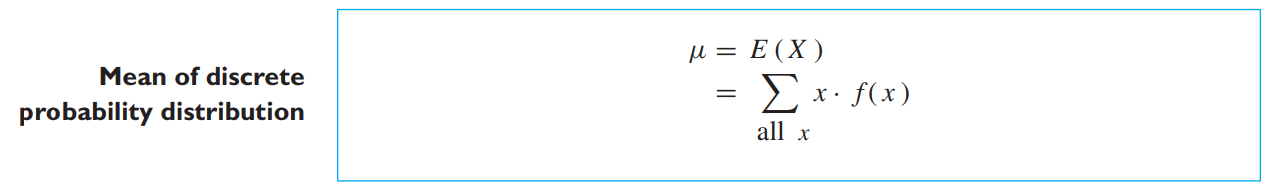 Mean of discrete
probability distribution
μ = E(X)
= ∑ x · f(x)
all x